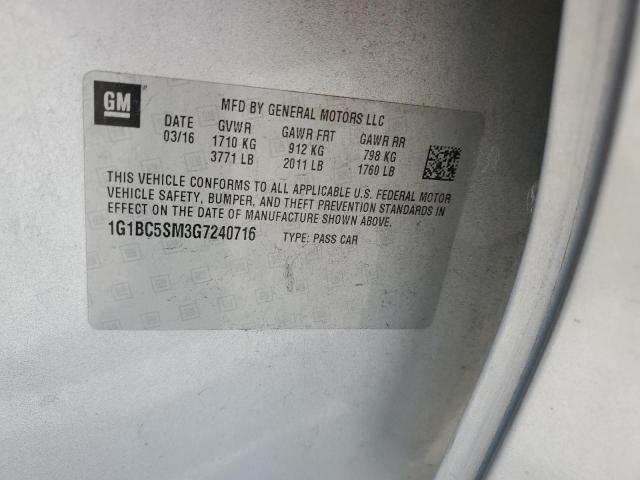 GM
MFD BY GENERAL MOTORS LLC
DATE GVWR GAWR FRT GAWR RR
03/16 1710 KG 912 KG 798 KG
3771 LB 2011 LB 1760 LB
THIS VEHICLE CONFORMS TO ALL APPLICABLE U.S. FEDERAL MOTOR
VEHICLE SAFETY, BUMPER, AND THEFT PREVENTION STANDARDS IN
EFFECT ON THE DATE OF MANUFACTURE SHOWN ABOVE.
1G1BC5SM3G7240716 TYPE: PASS CAR